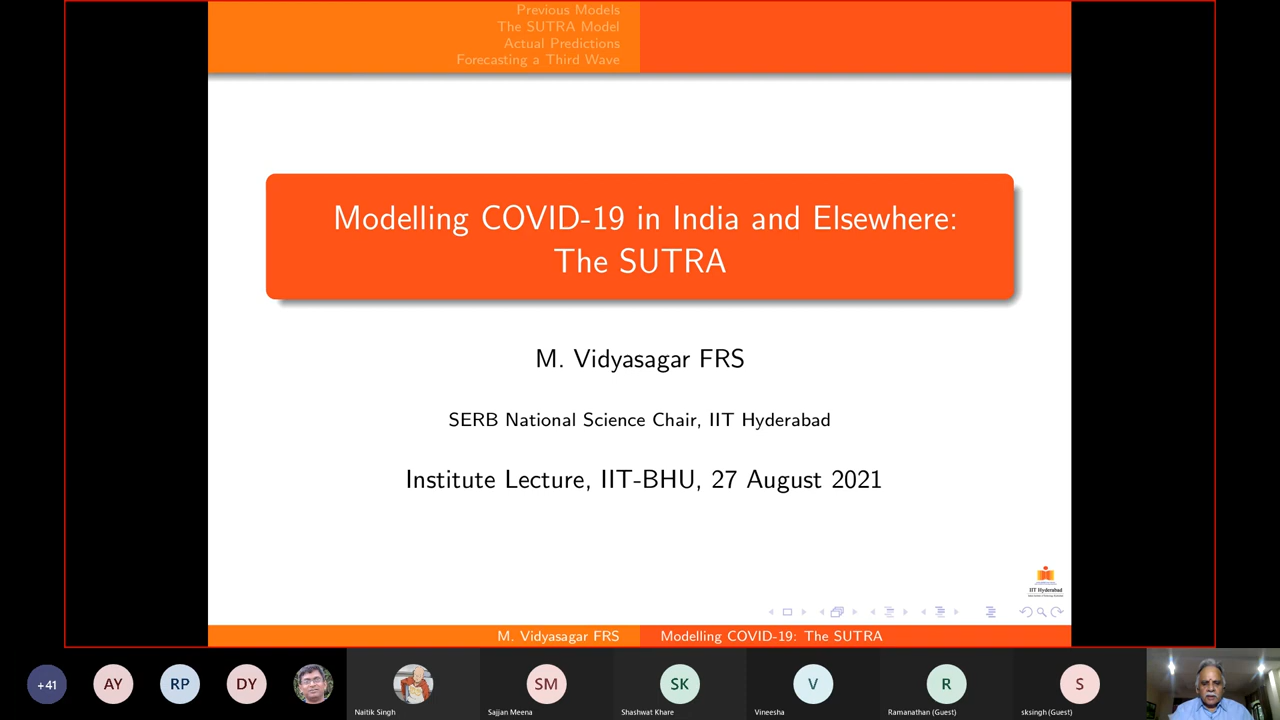 Previous Models
The SUTRA Model
Actual Predictions
Forecasting a Third Wave
Modelling COVID-19 in India and Elsewhere:
The SUTRA
M. Vidyasagar FRS
SERB National Science Chair, IIT Hyderabad
Institute Lecture, IIT-BHU, 27 August 2021
IIT Hyderabad
M. Vidyasagar FRS
Modelling COVID-19: The SUTRA
+41
AY
RP
DY
SM
SK
V
R
S
Naitik Singh
Sajjan Meena
Shashwat Khare
Vineesha
Ramanathan (Guest)
sksingh (Guest)